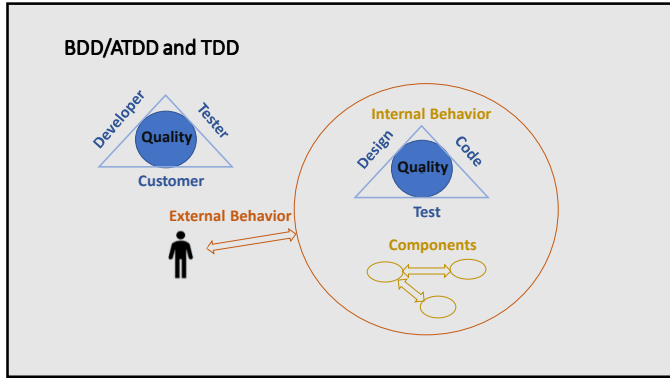 BDD/ATDD and TDD
Developer
Tester
Quality
Customer
External Behavior
Internal Behavior
Design
Code
Quality
Test
Components